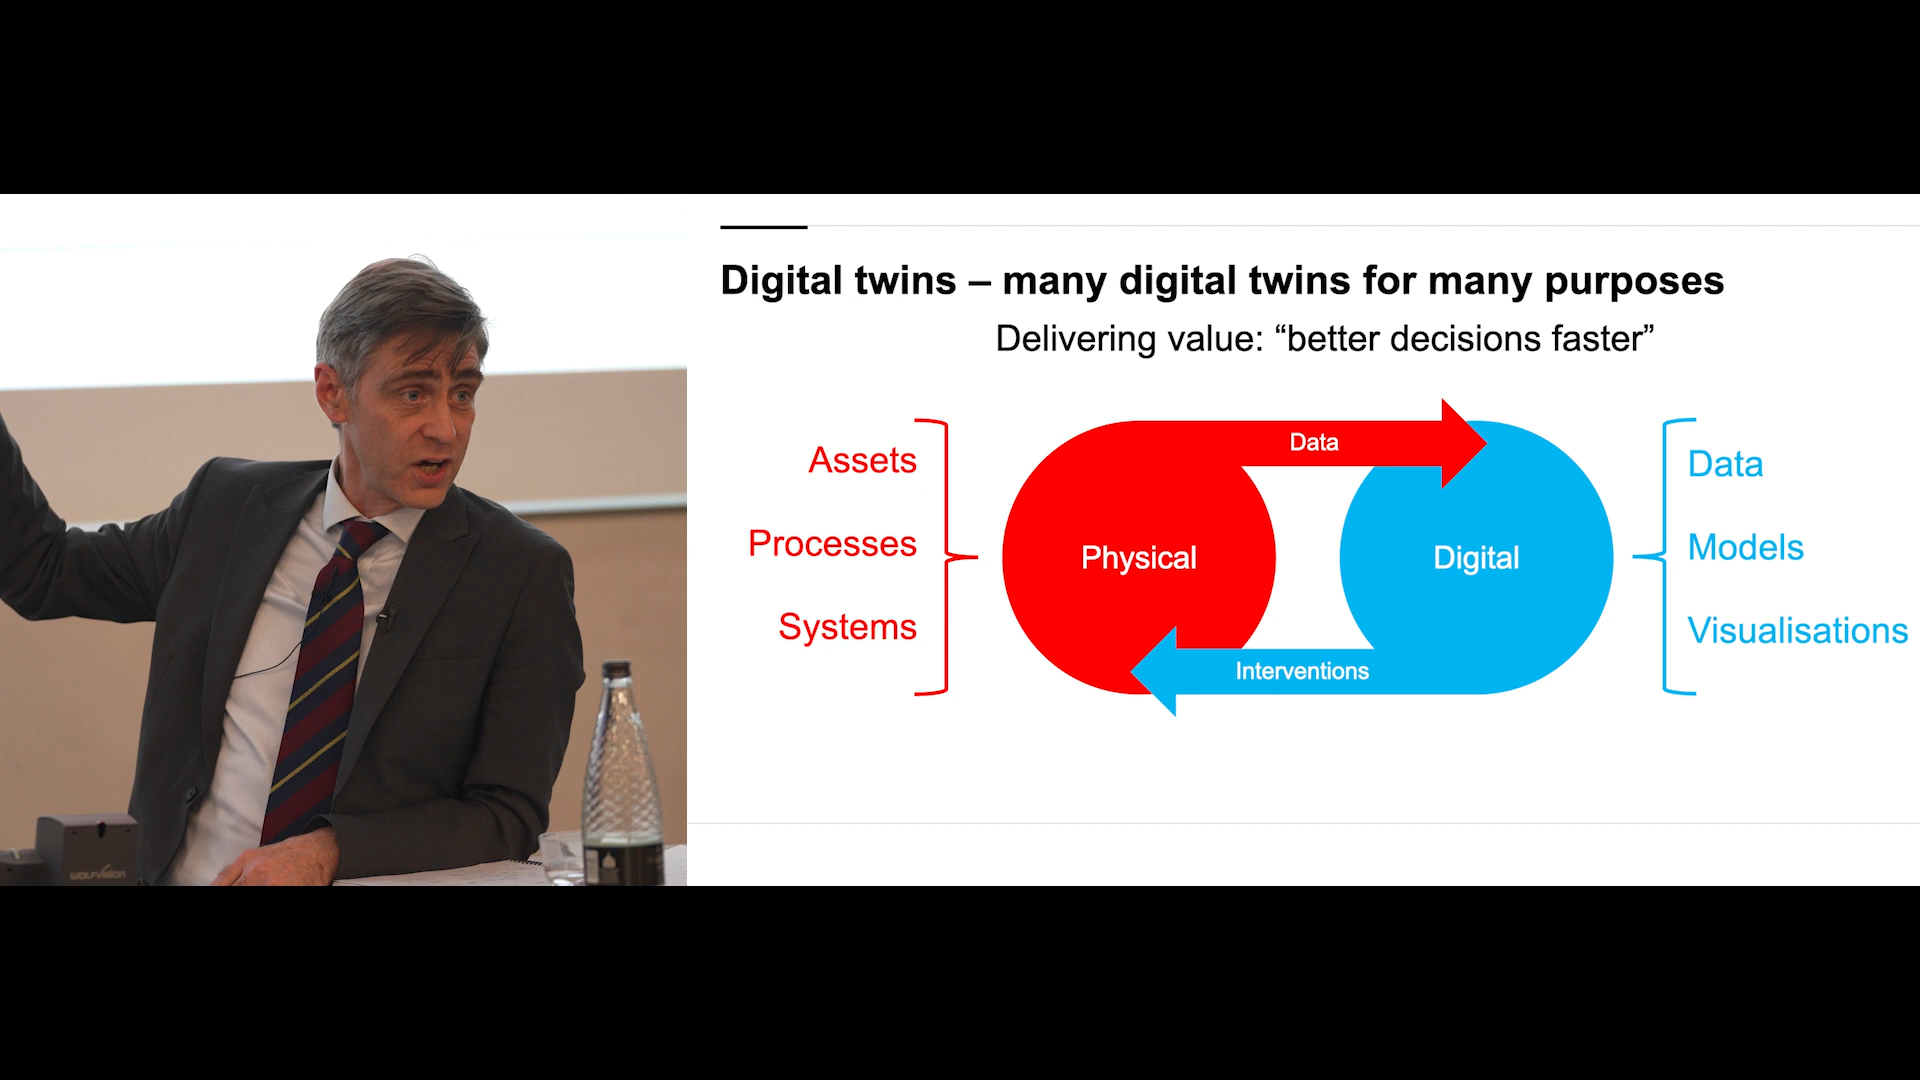 Digital twins – many digital twins for many purposes
Delivering value: “better decisions faster”
Assets
Processes
Systems
Data
Physical
Digital
Interventions
Data
Models
Visualisations
wolfvision